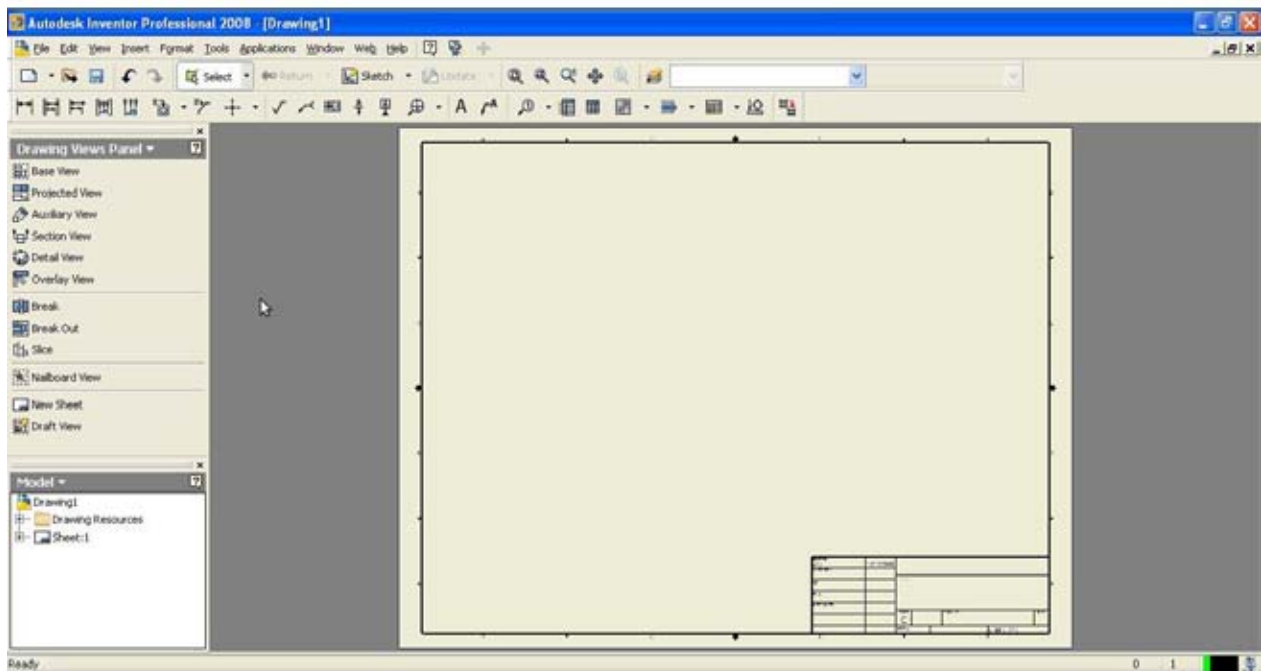 Autodesk Inventor Professional 2008 - [Drawing1]
File Edit View Insert Format Tools Applications Window Web Help
Select Return Sketch Update
A
Drawing Views Panel
Base View
Projected View
Auxiliary View
Section View
Detail View
Overlay View
Break
Break Out
Slice
Nailboard View
New Sheet
Draft View
Model
Drawing1
Drawing Resources
Sheet:1
C
Ready 0 1